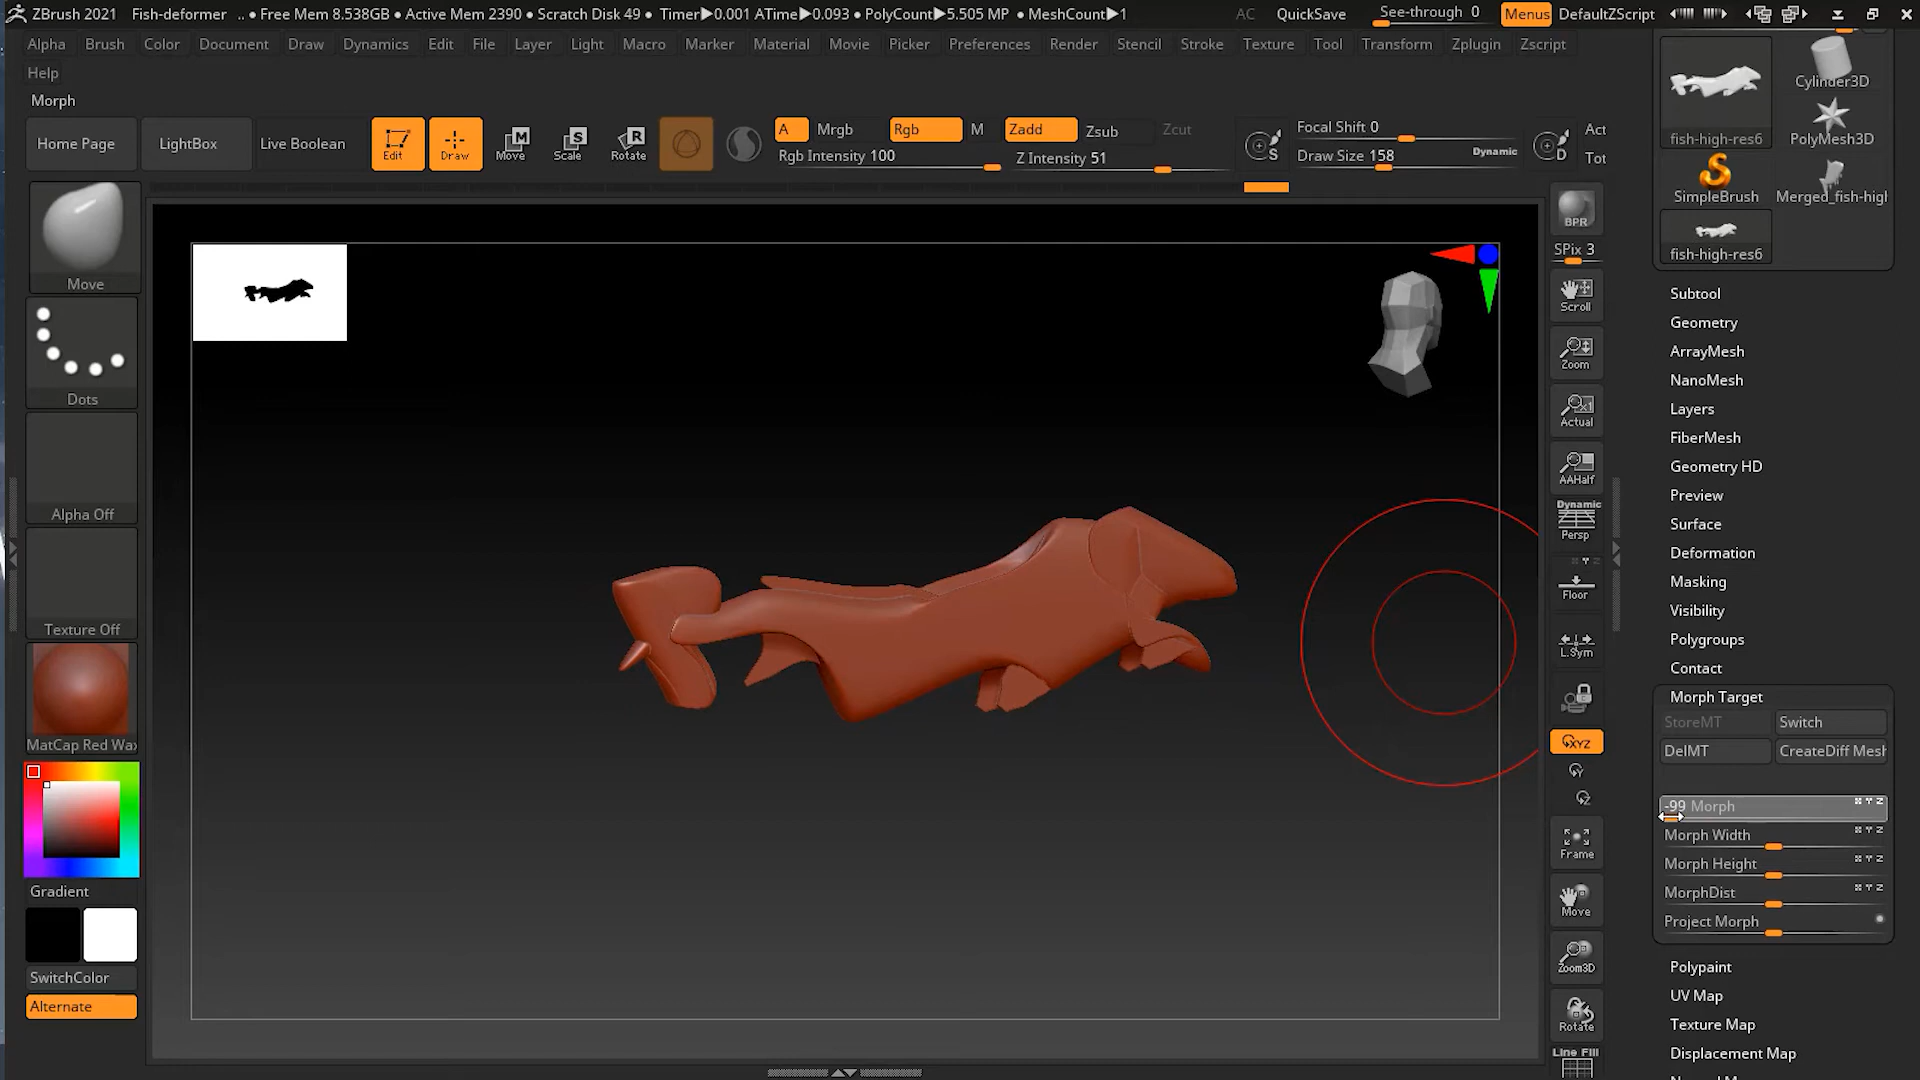 ZBrush 2021 Fish-deformer .. • Free Mem 8.538GB • Active Mem 2390 • Scratch Disk 49 • Timer▶0.001 ATime▶0.093 • PolyCount▶5.505 MP • MeshCount▶1 AC QuickSave See-through 0 Menus DefaultZScript
Alpha Brush Color Document Draw Dynamics Edit File Layer Light Macro Marker Material Movie Picker Preferences Render Stencil Stroke Texture Tool Transform Zplugin Zscript
Help
Morph
Home Page LightBox Live Boolean Edit Draw Move Scale Rotate
M S R
A Mrgb Rgb M Zadd Zsub Zcut
Rgb Intensity 100 Z Intensity 51
S Focal Shift 0
Draw Size 158 Dynamic
D Act
Tot
Move
Dots
Alpha Off
Texture Off
MatCap Red Wax
Gradient
SwitchColor
Alternate
BPR
SPix 3
Scroll
Zoom
Actual
AAHalf
Dynamic
Persp
Floor
L.Sym
XYZ
Y
Z
Frame
Move
Zoom3D
Rotate
Line Fill
fish-high-res6
Cylinder3D
PolyMesh3D
SimpleBrush
Merged_fish-higl
fish-high-res6
Subtool
Geometry
ArrayMesh
NanoMesh
Layers
FiberMesh
Geometry HD
Preview
Surface
Deformation
Masking
Visibility
Polygroups
Contact
Morph Target
StoreMT Switch
DelMT CreateDiff Mesh
-99 Morph X Y Z
Morph Width X Y Z
Morph Height X Y Z
MorphDist X Y Z
Project Morph
Polypaint
UV Map
Texture Map
Displacement Map
Normal Map